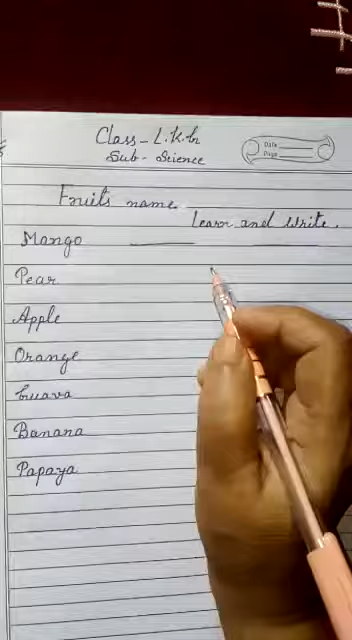 Class - L.K.G
Sub - Science
Date
Page
Fruits name
Learn and Write.
Mango
Pear
Apple
Orange
Guava
Banana
Papaya